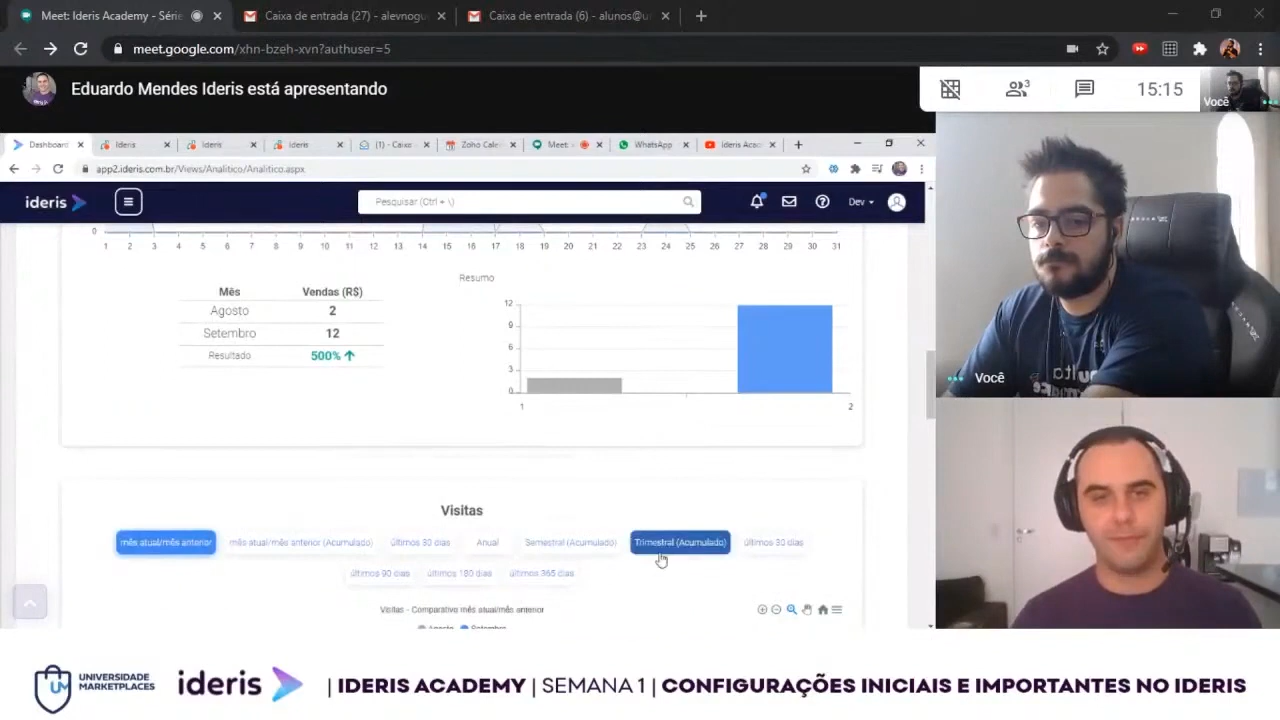 Meet: Ideris Academy - Série
Caixa de entrada (27) - alevnogu
Caixa de entrada (6) - alunos@u
meet.google.com/xhn-bzeh-xvn?authuser=5
Eduardo Mendes Ideris está apresentando
3
15:15
Você
Dashboard
Ideris
Ideris
Ideris
(1) - Caixa
Zoho Cale
Meet:
WhatsApp
Ideris Acad
app2.ideris.com.br/Views/Analitico/Analitico.aspx
ideris
Pesquisar (Ctrl + \)
Dev
0
1 2 3 4 5 6 7 8 9 10 11 12 13 14 15 16 17 18 19 20 21 22 23 24 25 26 27 28 29 30 31
Mês Vendas (R$)
Agosto 2
Setembro 12
Resultado 500% ↑
Resumo
12
9
6
3
0
1 2
Você
Visitas
mês atual/mês anterior
mês atual/mês anterior (Acumulado)
últimos 30 dias
Anual
Semestral (Acumulado)
Trimestral (Acumulado)
últimos 30 dias
últimos 90 dias
últimos 180 dias
últimos 365 dias
Visitas - Comparativo mês atual/mês anterior
Agosto Setembro
UM
UNIVERSIDADE
MARKETPLACES
ideris
| IDERIS ACADEMY | SEMANA 1 | CONFIGURAÇÕES INICIAIS E IMPORTANTES NO IDERIS